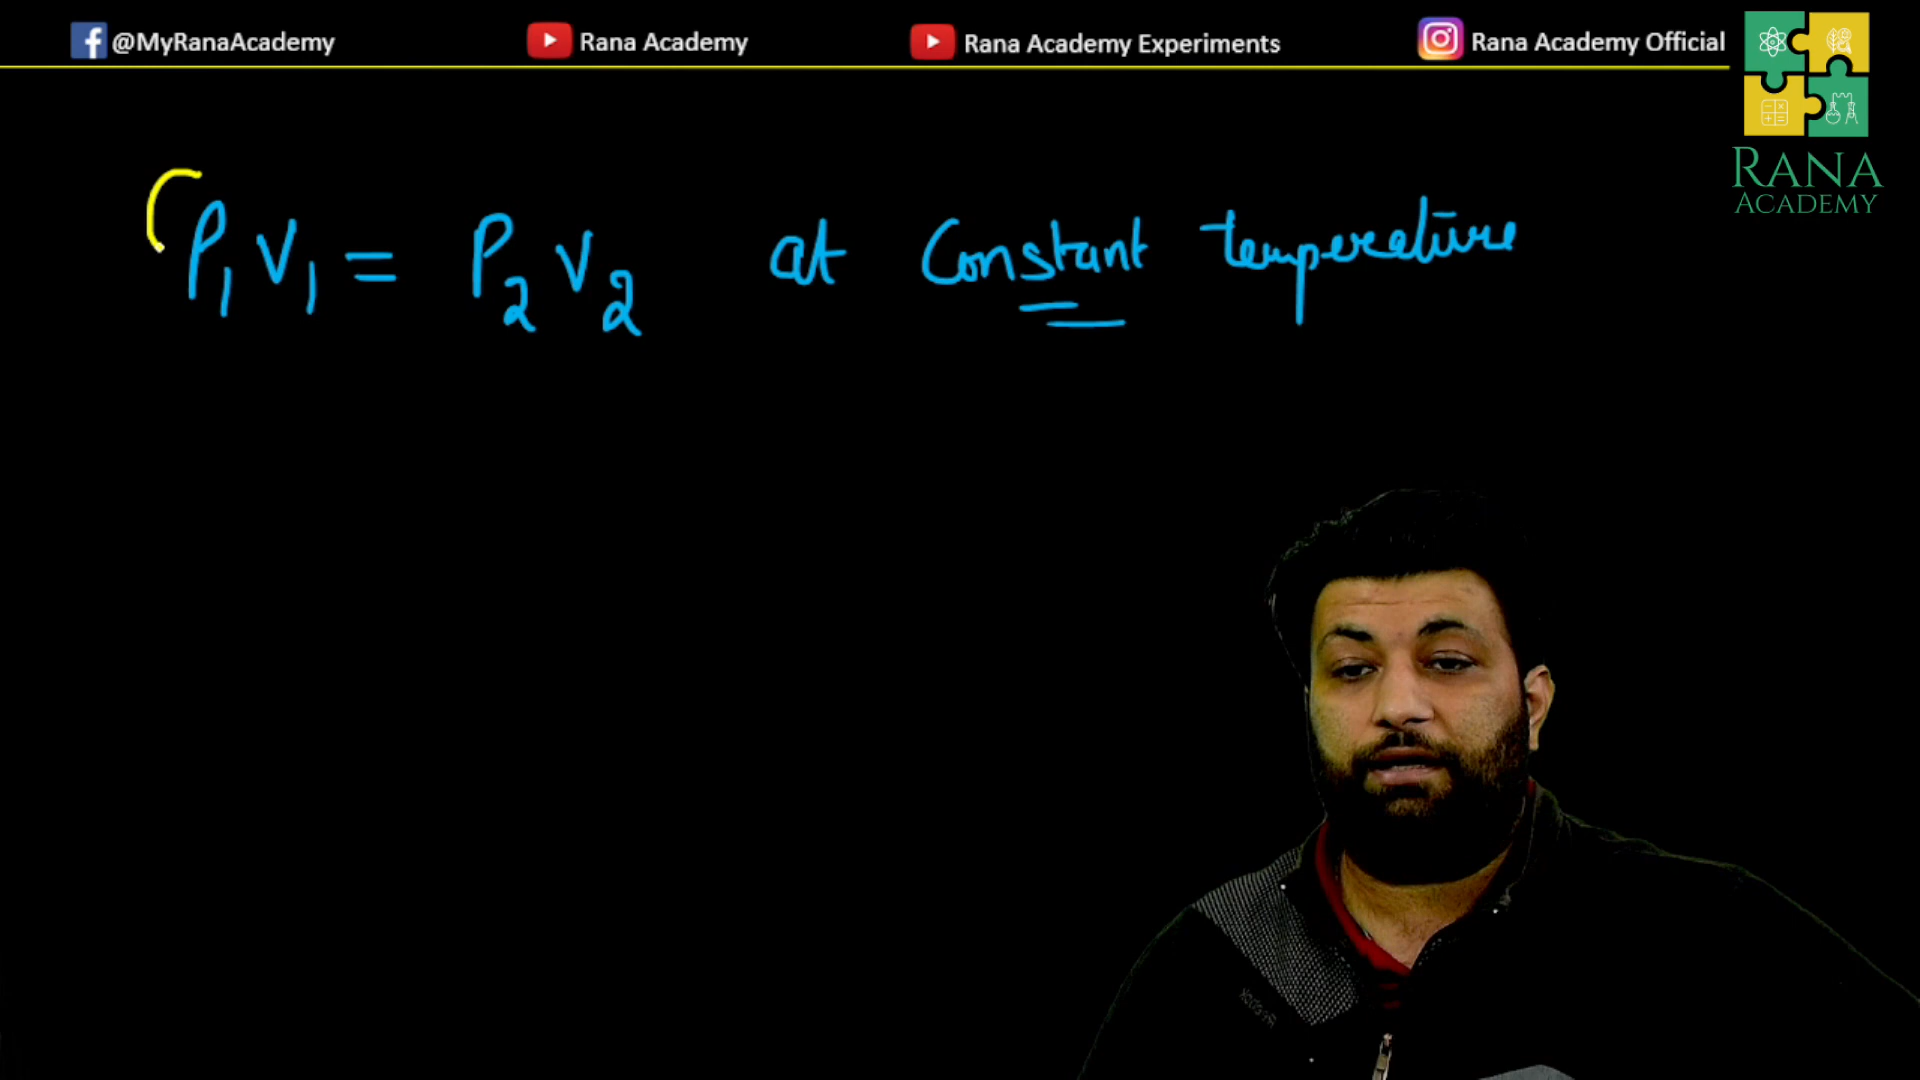 @MyRanaAcademy Rana Academy Rana Academy Experiments Rana Academy Official
RANA
ACADEMY
P₁V₁ = P₂V₂ at Constant temperature